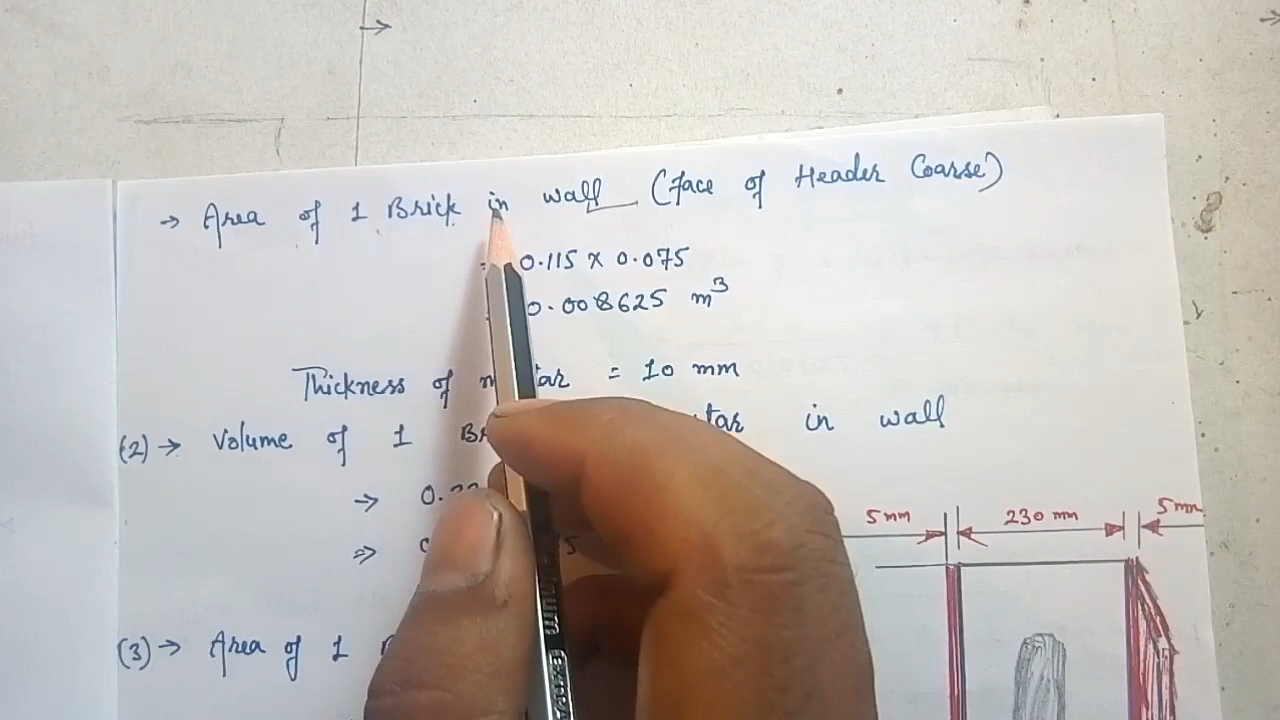 → Area of 1 Brick in wall (Face of Header Coarse)
0.115 x 0.075
0.008625 m³
Thickness of = 10 mm
(2) → Volume of 1 in wall
→ 0.
⇒
(3) → Area of 1
5mm 230 mm 5mm